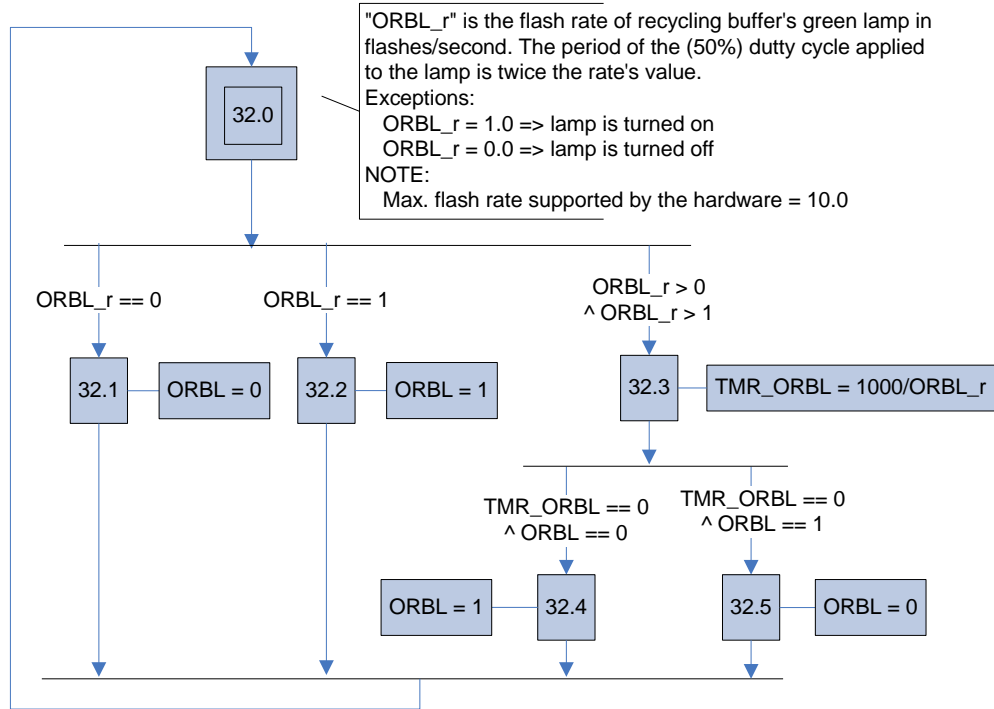 "ORBL_r" is the flash rate of recycling buffer's green lamp in
flashes/second. The period of the (50%) dutty cycle applied
to the lamp is twice the rate's value.
Exceptions:
ORBL_r = 1.0 => lamp is turned on
ORBL_r = 0.0 => lamp is turned off
NOTE:
Max. flash rate supported by the hardware = 10.0
32.0
ORBL_r == 0
ORBL_r == 1
ORBL_r > 0
^ ORBL_r > 1
32.1
ORBL = 0
32.2
ORBL = 1
32.3
TMR_ORBL = 1000/ORBL_r
TMR_ORBL == 0
^ ORBL == 0
TMR_ORBL == 0
^ ORBL == 1
ORBL = 1
32.4
32.5
ORBL = 0